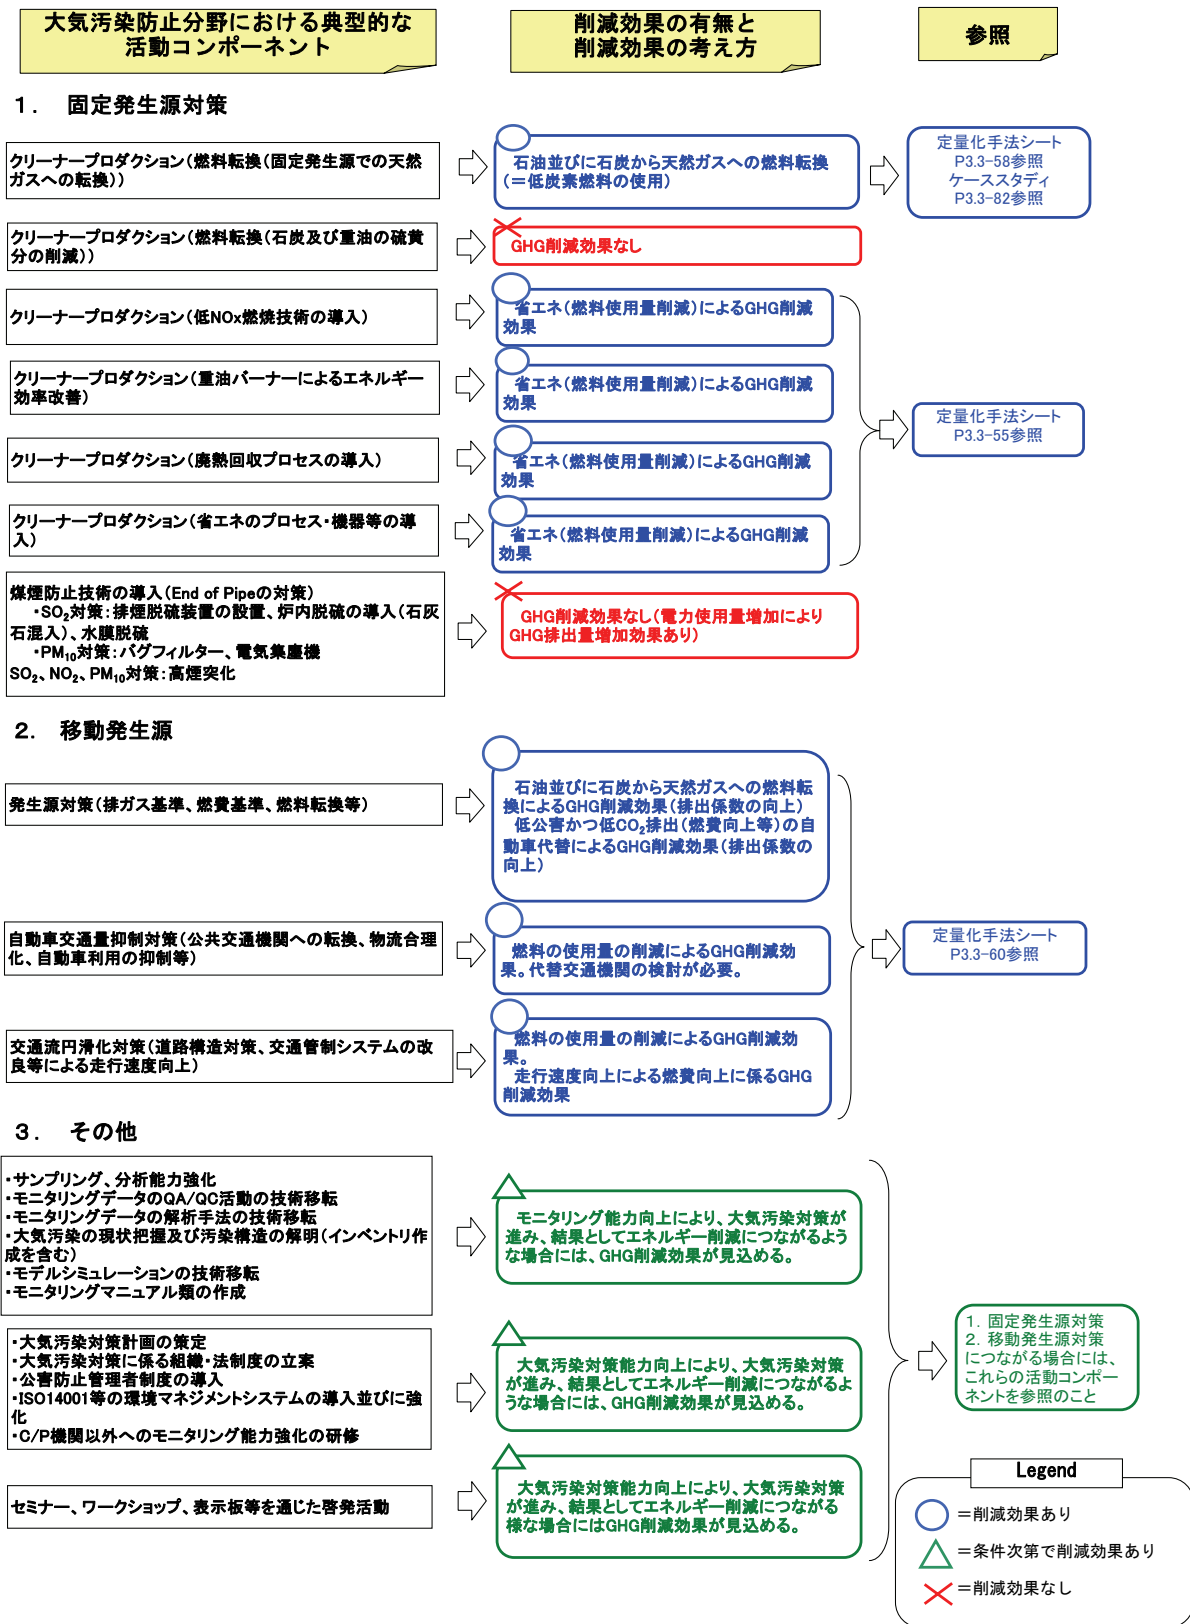 大気汚染防止分野における典型的な
活動コンポーネント
削減効果の有無と
削減効果の考え方
参照
1. 固定発生源対策
クリーナープロダクション(燃料転換(固定発生源での天然
ガスへの転換))
石油並びに石炭から天然ガスへの燃料転換
(=低炭素燃料の使用)
定量化手法シート
P3.3-58参照
ケーススタディ
P3.3-82参照
クリーナープロダクション(燃料転換(石炭及び重油の硫黄
分の削減))
GHG削減効果なし
クリーナープロダクション(低NOx燃焼技術の導入)
省エネ(燃料使用量削減)によるGHG削減
効果
クリーナープロダクション(重油バーナーによるエネルギー
効率改善)
省エネ(燃料使用量削減)によるGHG削減
効果
定量化手法シート
P3.3-55参照
クリーナープロダクション(廃熱回収プロセスの導入)
省エネ(燃料使用量削減)によるGHG削減
効果
クリーナープロダクション(省エネのプロセス・機器等の導
入)
省エネ(燃料使用量削減)によるGHG削減
効果
煤煙防止技術の導入(End of Pipeの対策)
・SO₂対策:排煙脱硫装置の設置、炉内脱硫の導入(石灰
石混入)、水膜脱硫
・PM₁₀対策:バグフィルター、電気集塵機
SO₂、NO₂、PM₁₀対策:高煙突化
GHG削減効果なし(電力使用量増加により
GHG排出量増加効果あり)
2. 移動発生源
発生源対策(排ガス基準、燃費基準、燃料転換等)
石油並びに石炭から天然ガスへの燃料転
換によるGHG削減効果(排出係数の向上)
低公害かつ低CO₂排出(燃費向上等)の自
動車代替によるGHG削減効果(排出係数の
向上)
自動車交通量抑制対策(公共交通機関への転換、物流合理
化、自動車利用の抑制等)
燃料の使用量の削減によるGHG削減効
果。代替交通機関の検討が必要。
定量化手法シート
P3.3-60参照
交通流円滑化対策(道路構造対策、交通管制システムの改
良等による走行速度向上)
燃料の使用量の削減によるGHG削減効
果。
走行速度向上による燃費向上に係るGHG
削減効果
3. その他
・サンプリング、分析能力強化
・モニタリングデータのQA/QC活動の技術移転
・モニタリングデータの解析手法の技術移転
・大気汚染の現状把握及び汚染構造の解明(インベントリ作
成を含む)
・モデルシミュレーションの技術移転
・モニタリングマニュアル類の作成
モニタリング能力向上により、大気汚染対策が
進み、結果としてエネルギー削減につながるよう
な場合には、GHG削減効果が見込める。
・大気汚染対策計画の策定
・大気汚染対策に係る組織・法制度の立案
・公害防止管理者制度の導入
・ISO14001等の環境マネジメントシステムの導入並びに強
化
・C/P機関以外へのモニタリング能力強化の研修
大気汚染対策能力向上により、大気汚染対策
が進み、結果としてエネルギー削減につながるよ
うな場合には、GHG削減効果が見込める。
1. 固定発生源対策
2. 移動発生源対策
につながる場合には、
これらの活動コンポー
ネントを参照のこと
セミナー、ワークショップ、表示板等を通じた啓発活動
大気汚染対策能力向上により、大気汚染対策
が進み、結果としてエネルギー削減につながる
様な場合にはGHG削減効果が見込める。
Legend
=削減効果あり
=条件次第で削減効果あり
=削減効果なし